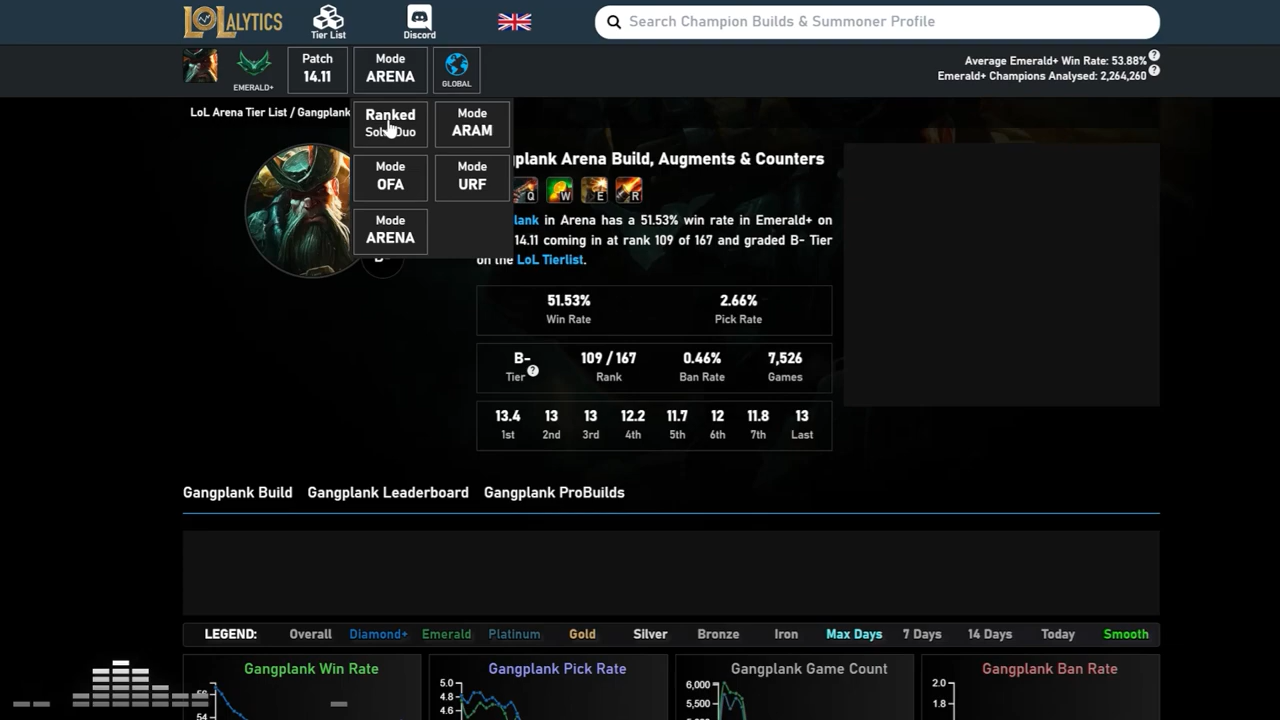 LOLALYTICS
Tier List
Discord
Search Champion Builds & Summoner Profile
EMERALD+
Patch
14.11
Mode
ARENA
GLOBAL
Average Emerald+ Win Rate: 53.88% ?
Emerald+ Champions Analysed: 2,264,260 ?
LoL Arena Tier List / Gangplank
Ranked
Solo/Duo
Mode
ARAM
Mode
OFA
Mode
URF
Mode
ARENA
plank Arena Build, Augments & Counters
Q W E R
lank in Arena has a 51.53% win rate in Emerald+ on
14.11 coming in at rank 109 of 167 and graded B- Tier
on the LoL Tierlist.
51.53%
Win Rate
2.66%
Pick Rate
B-
Tier ?
109 / 167
Rank
0.46%
Ban Rate
7,526
Games
13.4 13 13 12.2 11.7 12 11.8 13
1st 2nd 3rd 4th 5th 6th 7th Last
Gangplank Build Gangplank Leaderboard Gangplank ProBuilds
LEGEND: Overall Diamond+ Emerald Platinum Gold Silver Bronze Iron Max Days 7 Days 14 Days Today Smooth
Gangplank Win Rate
54
Gangplank Pick Rate
5.0
4.8
4.6
Gangplank Game Count
6,000
5,500
Gangplank Ban Rate
2.0
1.8